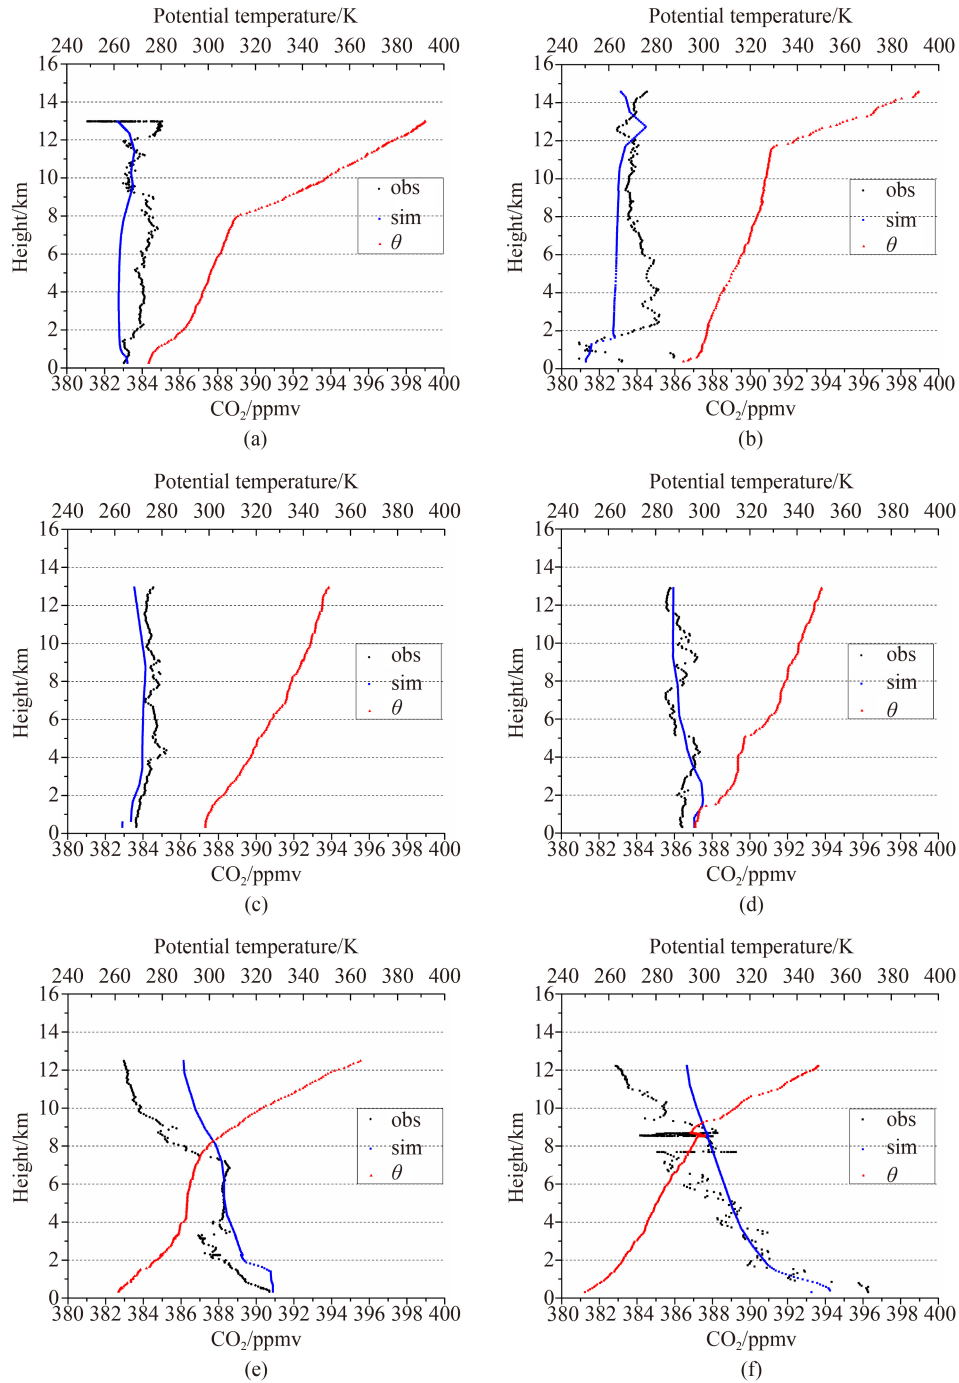 Potential temperature/K
240 260 280 300 320 340 360 380 400
16
14
12
10
8
6
4
2
0
Height/km
obs
sim
θ
380 382 384 386 388 390 392 394 396 398 400
CO₂/ppmv
(a)
Potential temperature/K
240 260 280 300 320 340 360 380 400
16
14
12
10
8
6
4
2
0
Height/km
obs
sim
θ
382 384 386 388 390 392 394 396 398 400
CO₂/ppmv
(b)
Potential temperature/K
240 260 280 300 320 340 360 380 400
16
14
12
10
8
6
4
2
0
Height/km
obs
sim
θ
380 382 384 386 388 390 392 394 396 398 400
CO₂/ppmv
(c)
Potential temperature/K
240 260 280 300 320 340 360 380 400
16
14
12
10
8
6
4
2
0
Height/km
obs
sim
θ
380 382 384 386 388 390 392 394 396 398 400
CO₂/ppmv
(d)
Potential temperature/K
240 260 280 300 320 340 360 380 400
16
14
12
10
8
6
4
2
0
Height/km
obs
sim
θ
380 382 384 386 388 390 392 394 396 398 400
CO₂/ppmv
(e)
Potential temperature/K
240 260 280 300 320 340 360 380 400
16
14
12
10
8
6
4
2
0
Height/km
obs
sim
θ
380 382 384 386 388 390 392 394 396 398 400
CO₂/ppmv
(f)